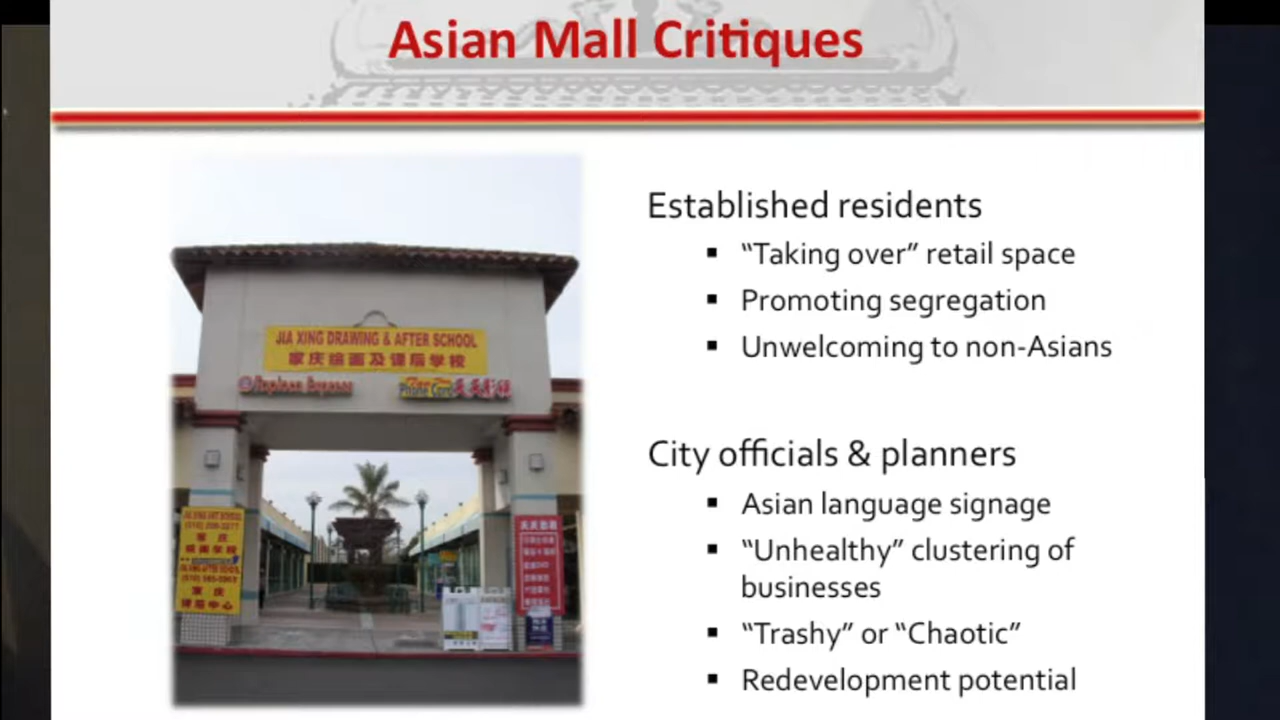 Asian Mall Critiques
JIA XING DRAWING & AFTER SCHOOL
家庆绘画及课后学校
Phone Card
Established residents
▪ “Taking over” retail space
▪ Promoting segregation
▪ Unwelcoming to non-Asians
City officials & planners
▪ Asian language signage
▪ “Unhealthy” clustering of
businesses
▪ “Trashy” or “Chaotic”
▪ Redevelopment potential